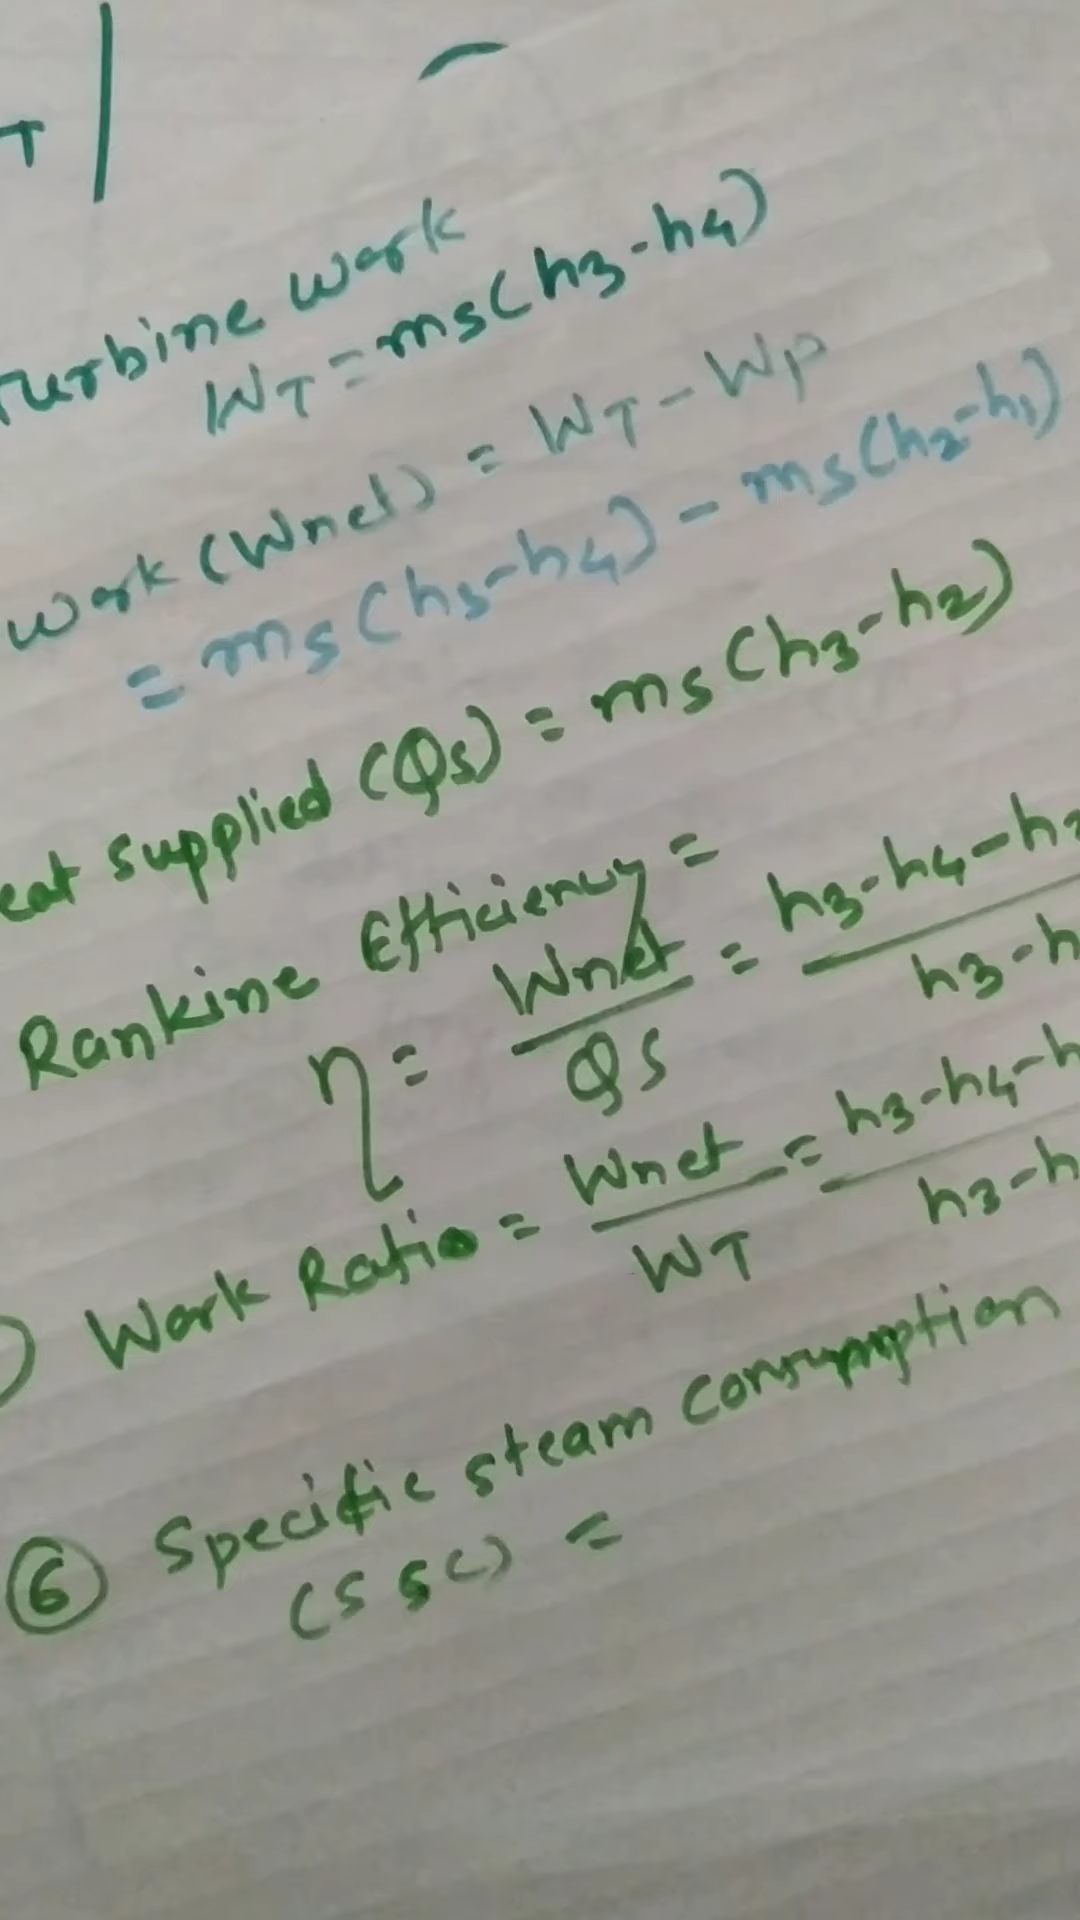 T
Turbine work
WT = ms(h3-h4)
work (Wnet) = WT - WP
= ms(h3-h4) - ms(h2-h1)
eat supplied (Qs) = ms(h3-h2)
Rankine Efficiency =
η = Wnet / QS = h3-h4-h2 / h3-h
Work Ratio = Wnet / WT = h3-h4-h / h3-h
⑥ Specific steam consumption
(SSC) =